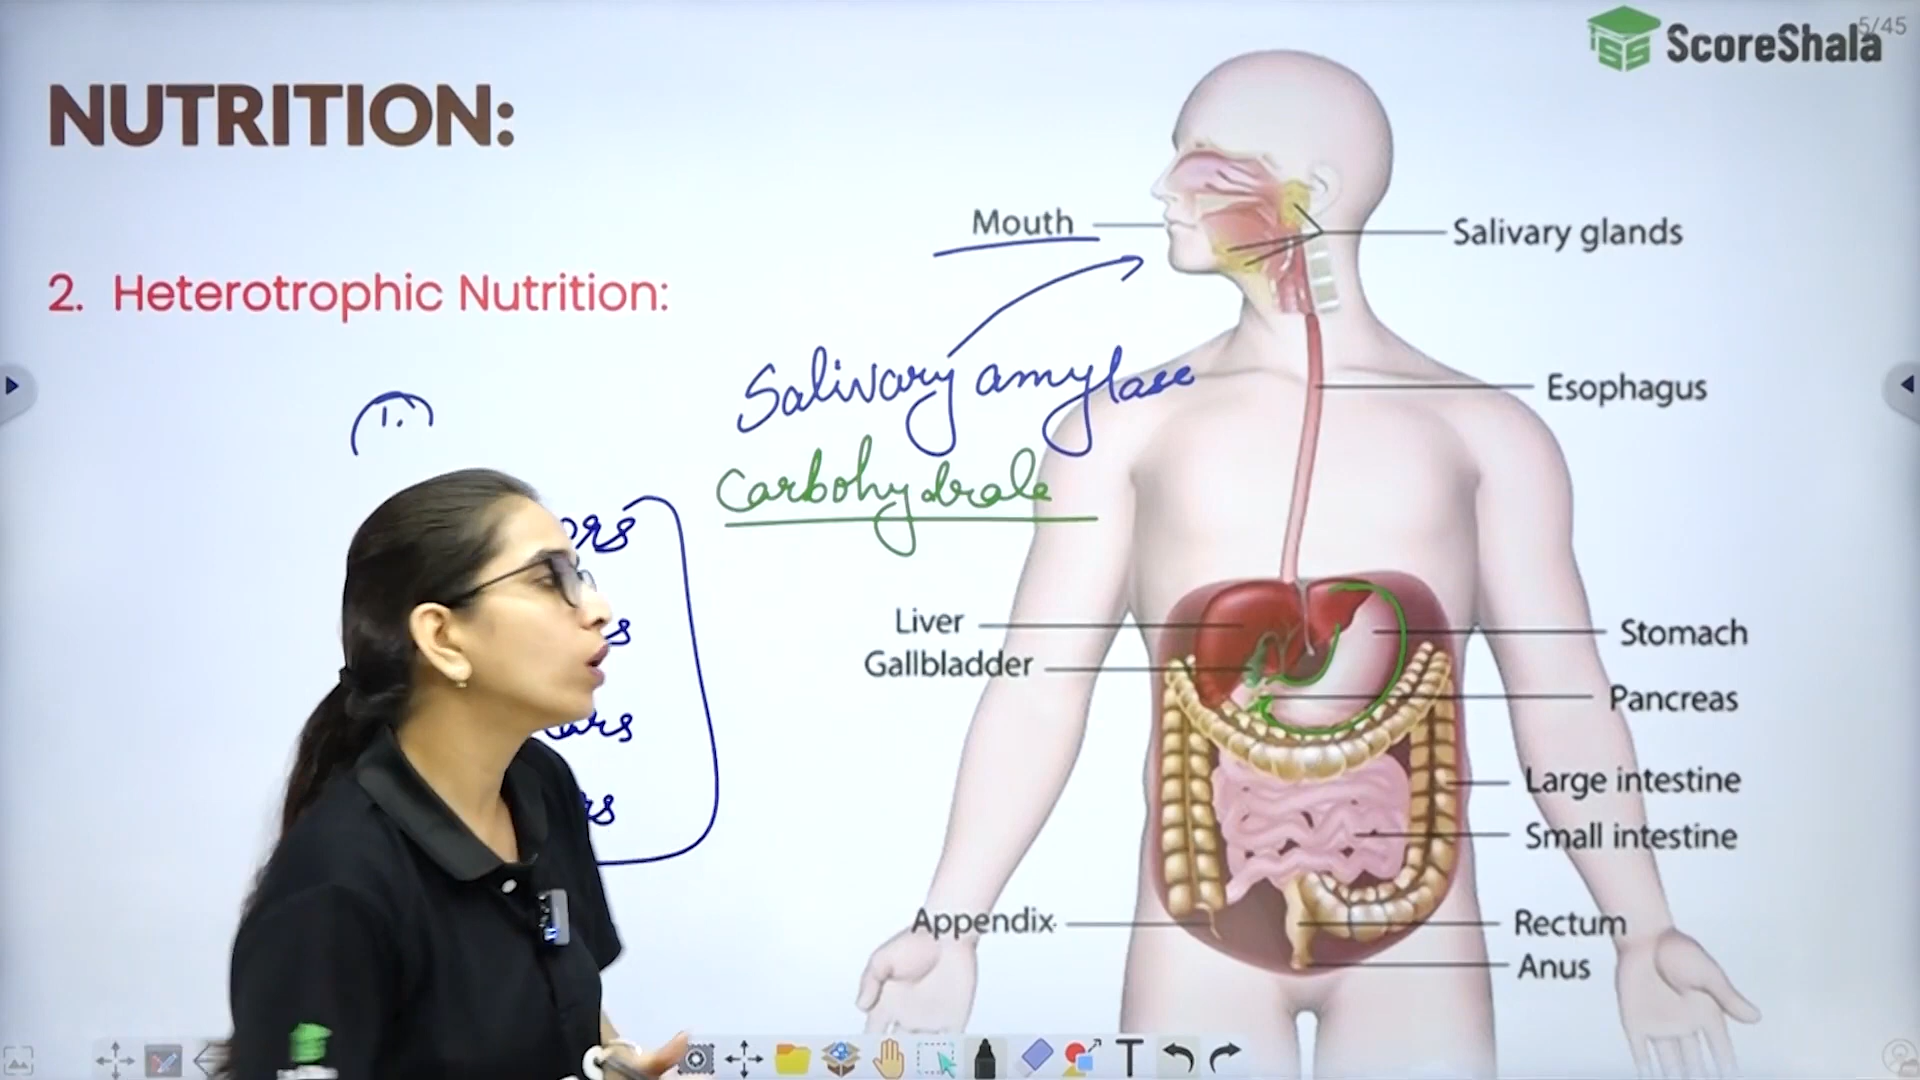 5/45
ScoreShala
NUTRITION:
2. Heterotrophic Nutrition:
Mouth
Salivary glands
Salivary amylase
Esophagus
Carbohydrate
Liver
Stomach
Gallbladder
Pancreas
Large intestine
Small intestine
Appendix
Rectum
Anus